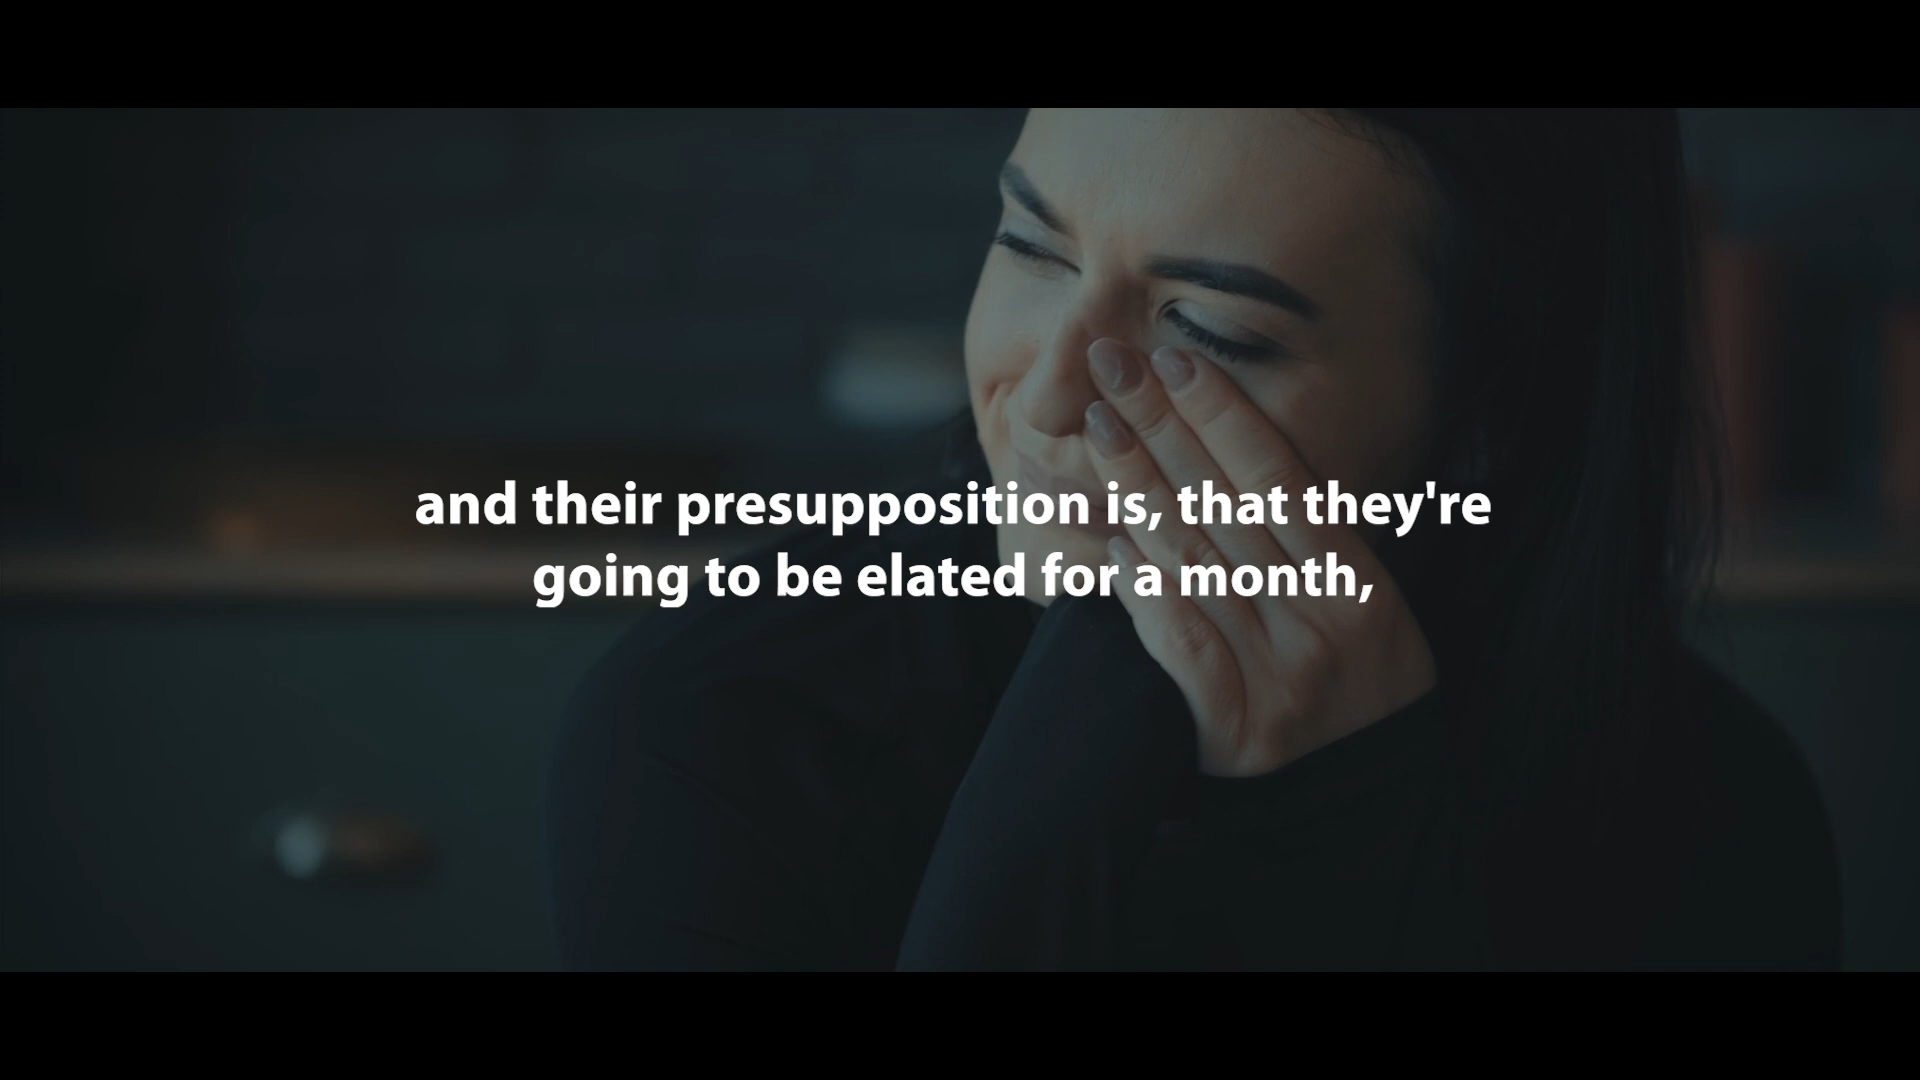 and their presupposition is, that they're
going to be elated for a month,